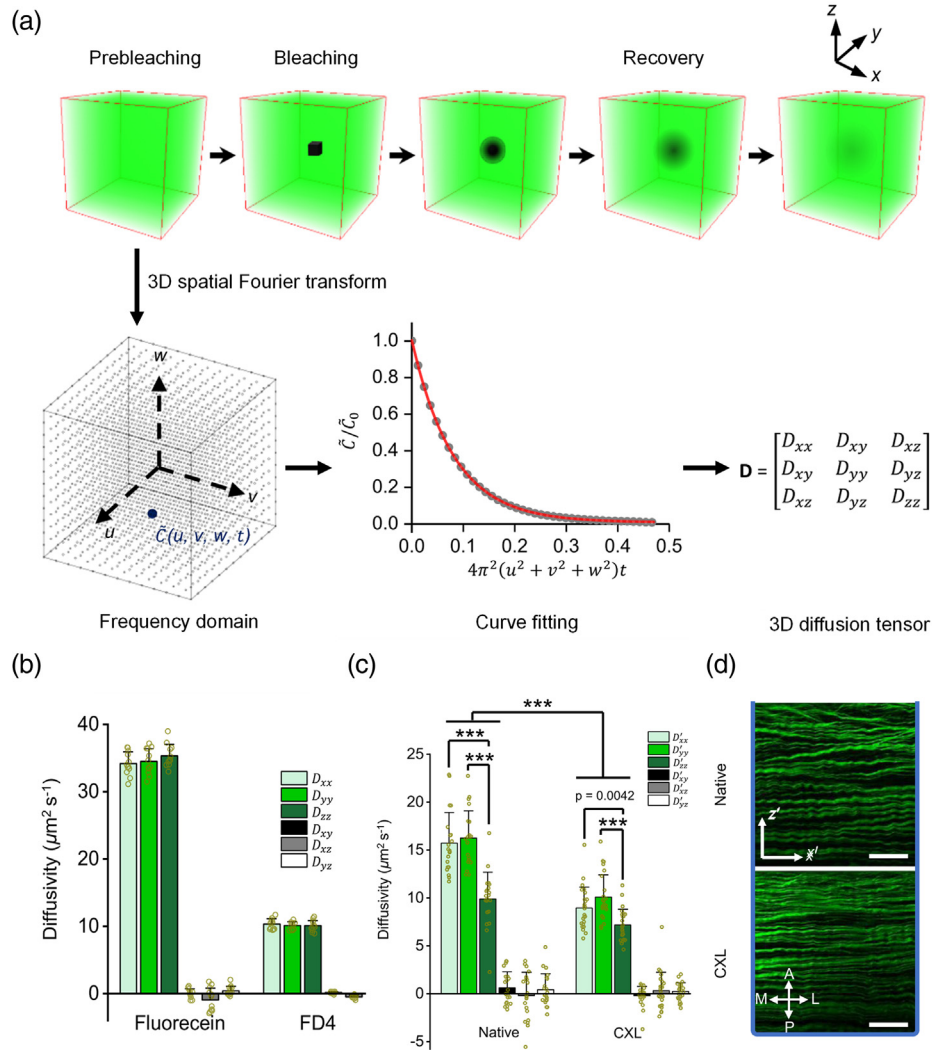 (a)
Prebleaching
Bleaching
Recovery
z
y
x
3D spatial Fourier transform
w
v
u
C̃(u, v, w, t)
Frequency domain
C̃/C̃₀
1.0
0.8
0.6
0.4
0.2
0.0
0.0 0.1 0.2 0.3 0.4 0.5
4π²(u² + v² + w²)t
Curve fitting
D =
Dxx Dxy Dxz
Dxy Dyy Dyz
Dxz Dyz Dzz
3D diffusion tensor
(b)
Diffusivity (µm² s⁻¹)
40
30
20
10
0
Dxx
Dyy
Dzz
Dxy
Dxz
Dyz
Fluorecein
FD4
(c)
Diffusivity (µm² s⁻¹)
25
20
15
10
5
0
-5
***
***
***
p = 0.0042
***
D′xx
D′yy
D′zz
D′xy
D′xz
D′yz
Native
CXL
(d)
Native
z′
x′
CXL
A
M L
P